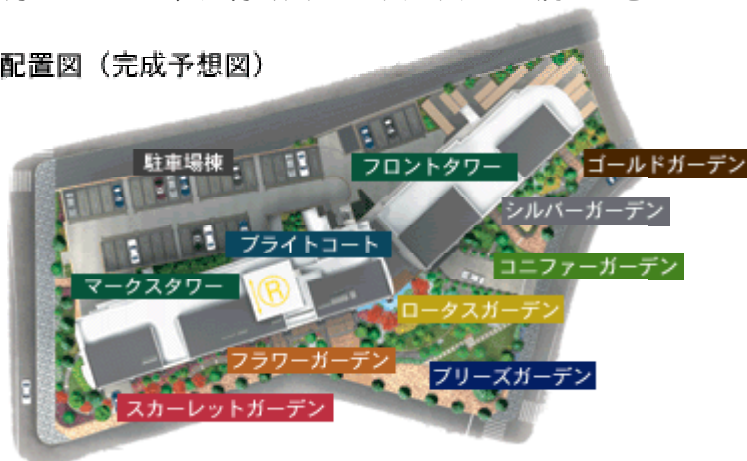 配置図（完成予想図）
駐車場棟
フロントタワー
ゴールドガーデン
シルバーガーデン
ブライトコート
コニファーガーデン
マークスタワー
R
ロータスガーデン
フラワーガーデン
ブリーズガーデン
スカーレットガーデン